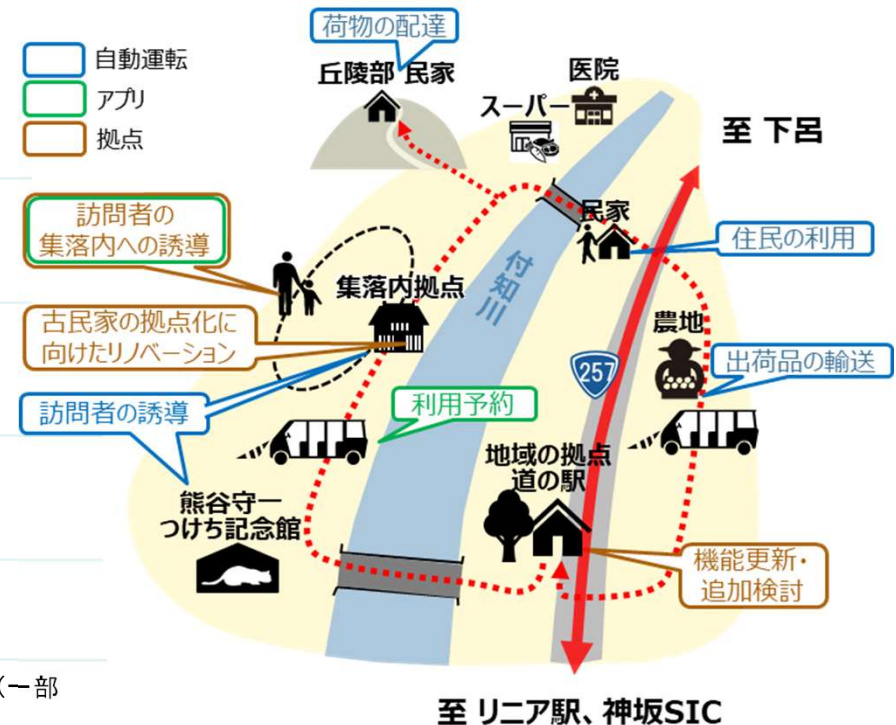 自動運転
アプリ
拠点
荷物の配達
丘陵部 民家
医院
スーパー
至 下呂
訪問者の
集落内への誘導
民家
住民の利用
付知川
集落内拠点
古民家の拠点化に
向けたリノベーション
農地
257
出荷品の輸送
訪問者の誘導
利用予約
地域の拠点
道の駅
熊谷守一
つけち記念館
機能更新・
追加検討
(一部
至 リニア駅、神坂SIC